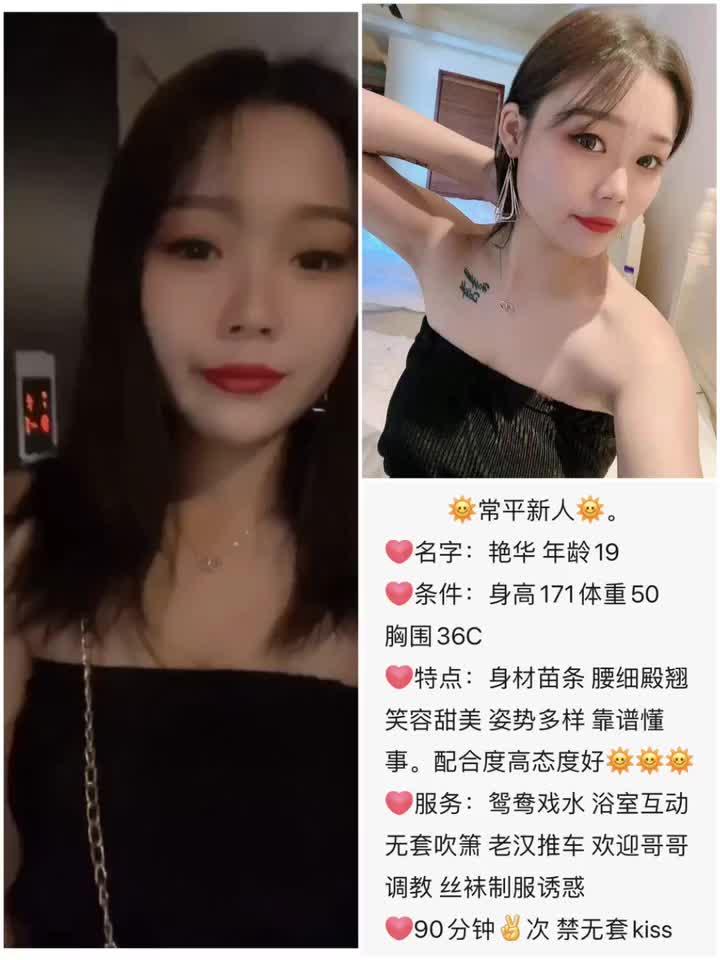 🌞常平新人🌞。
❤️名字：艳华 年龄19
❤️条件：身高171体重50
胸围36C
❤️特点：身材苗条 腰细殿翘
笑容甜美 姿势多样 靠谱懂
事。配合度高态度好🌞🌞🌞
❤️服务：鸳鸯戏水 浴室互动
无套吹箫 老汉推车 欢迎哥哥
调教 丝袜制服诱惑
❤️90分钟✌️次 禁无套kiss